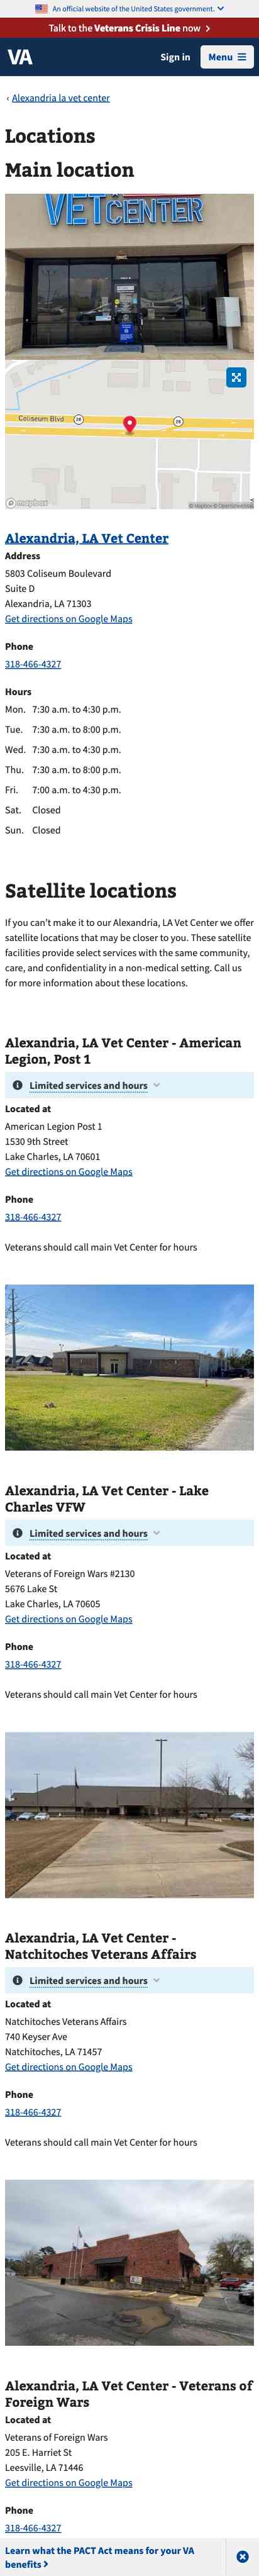 An official website of the United States government.
Talk to the Veterans Crisis Line now
VA
Sign in
Menu
‹ Alexandria la vet center
Locations
Main location
VETCENTER
Coliseum Blvd
28
28
mapbox
© Mapbox © OpenStreetMap
Alexandria, LA Vet Center
Address
5803 Coliseum Boulevard
Suite D
Alexandria, LA 71303
Get directions on Google Maps
Phone
318-466-4327
Hours
Mon. 7:30 a.m. to 4:30 p.m.
Tue. 7:30 a.m. to 8:00 p.m.
Wed. 7:30 a.m. to 4:30 p.m.
Thu. 7:30 a.m. to 8:00 p.m.
Fri. 7:00 a.m. to 4:30 p.m.
Sat. Closed
Sun. Closed
Satellite locations
If you can’t make it to our Alexandria, LA Vet Center we offer
satellite locations that may be closer to you. These satellite
facilities provide select services with the same community,
care, and confidentiality in a non-medical setting. Call us
for more information about these locations.
Alexandria, LA Vet Center - American
Legion, Post 1
Limited services and hours
Located at
American Legion Post 1
1530 9th Street
Lake Charles, LA 70601
Get directions on Google Maps
Phone
318-466-4327
Veterans should call main Vet Center for hours
Alexandria, LA Vet Center - Lake
Charles VFW
Limited services and hours
Located at
Veterans of Foreign Wars #2130
5676 Lake St
Lake Charles, LA 70605
Get directions on Google Maps
Phone
318-466-4327
Veterans should call main Vet Center for hours
Alexandria, LA Vet Center -
Natchitoches Veterans Affairs
Limited services and hours
Located at
Natchitoches Veterans Affairs
740 Keyser Ave
Natchitoches, LA 71457
Get directions on Google Maps
Phone
318-466-4327
Veterans should call main Vet Center for hours
Alexandria, LA Vet Center - Veterans of
Foreign Wars
Located at
Veterans of Foreign Wars
205 E. Harriet St
Leesville, LA 71446
Get directions on Google Maps
Phone
318-466-4327
Learn what the PACT Act means for your VA
benefits